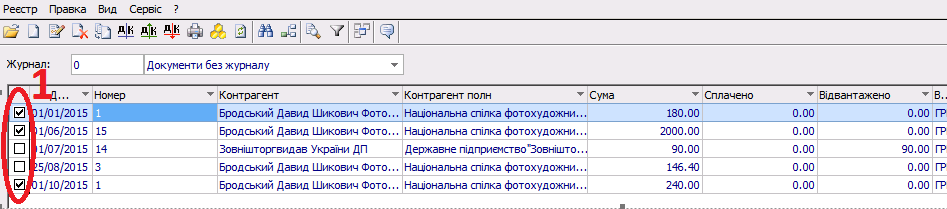 Реєстр Правка Вид Сервіс ?
Журнал: 0 Документи без журналу
1
Д... Номер Контрагент Контрагент полн Сума Сплачено Відвантажено В...
01/01/2015 1 Бродський Давид Шикович Фото... Національна спілка фотохудожни... 180.00 0.00 0.00 ГР
01/06/2015 15 Бродський Давид Шикович Фото... Національна спілка фотохудожни... 2000.00 0.00 0.00 ГР
01/07/2015 14 Зовнішторгвидав України ДП Державне підприємство"Зовнішто... 90.00 0.00 90.00 ГР
25/08/2015 3 Бродський Давид Шикович Фото... Національна спілка фотохудожни... 146.40 0.00 0.00 ГР
01/10/2015 1 Бродський Давид Шикович Фото... Національна спілка фотохудожни... 240.00 0.00 0.00 ГР